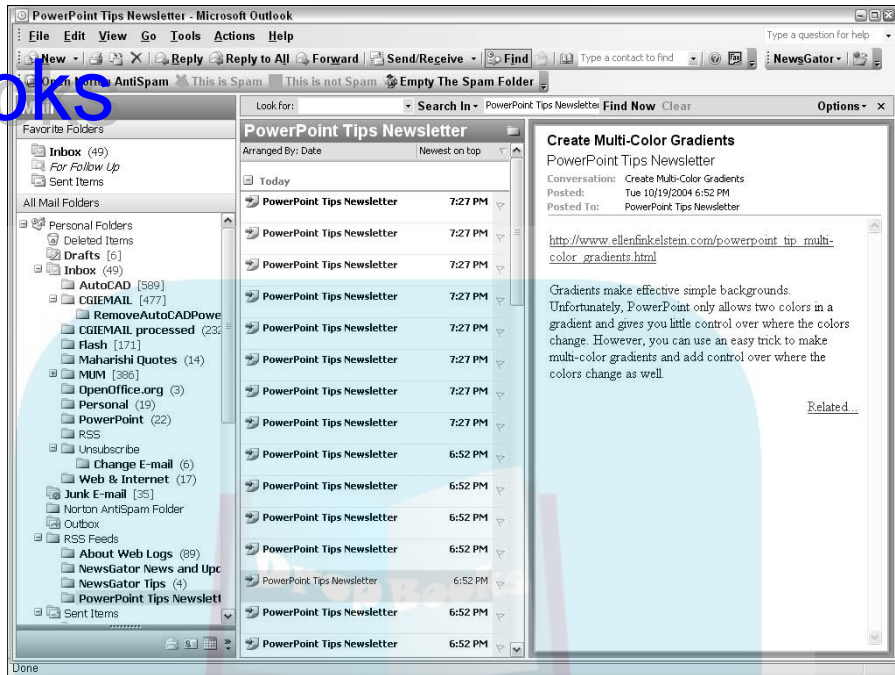 PowerPoint Tips Newsletter - Microsoft Outlook
File Edit View Go Tools Actions Help Type a question for help
New Reply Reply to All Forward Send/Receive Find Type a contact to find NewsGator
Open Norton AntiSpam This is Spam This is not Spam Empty The Spam Folder
oks
Mail
Look for: Search In PowerPoint Tips Newsletter Find Now Clear Options
Favorite Folders
Inbox (49)
For Follow Up
Sent Items
All Mail Folders
Personal Folders
Deleted Items
Drafts [6]
Inbox (49)
AutoCAD [589]
CGIEMAIL [477]
RemoveAutoCADPowe
CGIEMAIL processed (232
Flash [171]
Maharishi Quotes (14)
MUM [386]
OpenOffice.org (3)
Personal (19)
PowerPoint (22)
RSS
Unsubscribe
Change E-mail (6)
Web & Internet (17)
Junk E-mail [35]
Norton AntiSpam Folder
Outbox
RSS Feeds
About Web Logs (89)
NewsGator News and Upd
NewsGator Tips (4)
PowerPoint Tips Newslett
Sent Items
PowerPoint Tips Newsletter
Arranged By: Date Newest on top
Today
PowerPoint Tips Newsletter 7:27 PM
PowerPoint Tips Newsletter 7:27 PM
PowerPoint Tips Newsletter 7:27 PM
PowerPoint Tips Newsletter 7:27 PM
PowerPoint Tips Newsletter 7:27 PM
PowerPoint Tips Newsletter 7:27 PM
PowerPoint Tips Newsletter 7:27 PM
PowerPoint Tips Newsletter 7:27 PM
PowerPoint Tips Newsletter 6:52 PM
PowerPoint Tips Newsletter 6:52 PM
PowerPoint Tips Newsletter 6:52 PM
PowerPoint Tips Newsletter 6:52 PM
PowerPoint Tips Newsletter 6:52 PM
PowerPoint Tips Newsletter 6:52 PM
PowerPoint Tips Newsletter 6:52 PM
Drop Books
Create Multi-Color Gradients
PowerPoint Tips Newsletter
Conversation: Create Multi-Color Gradients
Posted: Tue 10/19/2004 6:52 PM
Posted To: PowerPoint Tips Newsletter
http://www.ellenfinkelstein.com/powerpoint_tip_multi-
color_gradients.html
Gradients make effective simple backgrounds.
Unfortunately, PowerPoint only allows two colors in a
gradient and gives you little control over where the colors
change. However, you can use an easy trick to make
multi-color gradients and add control over where the
colors change as well.
Related...
Done